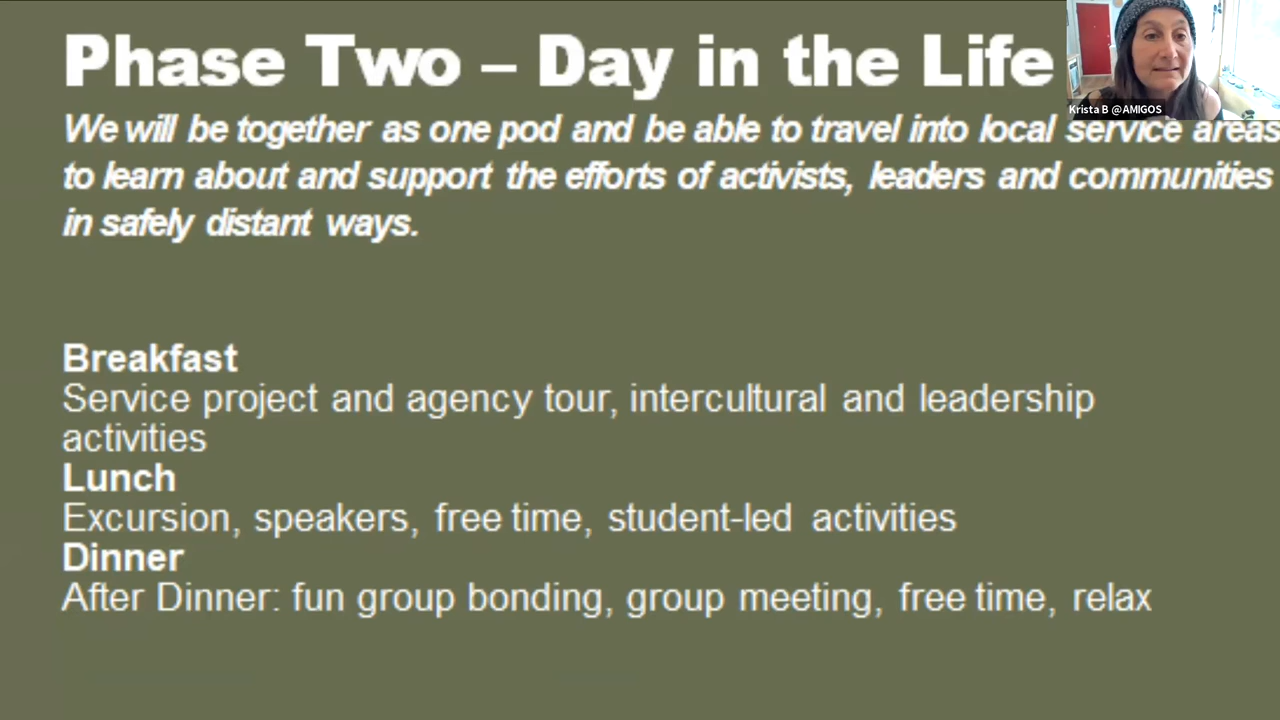 Phase Two – Day in the Life
Krista B @AMIGOS
We will be together as one pod and be able to travel into local service areas
to learn about and support the efforts of activists, leaders and communities
in safely distant ways.
Breakfast
Service project and agency tour, intercultural and leadership
activities
Lunch
Excursion, speakers, free time, student-led activities
Dinner
After Dinner: fun group bonding, group meeting, free time, relax